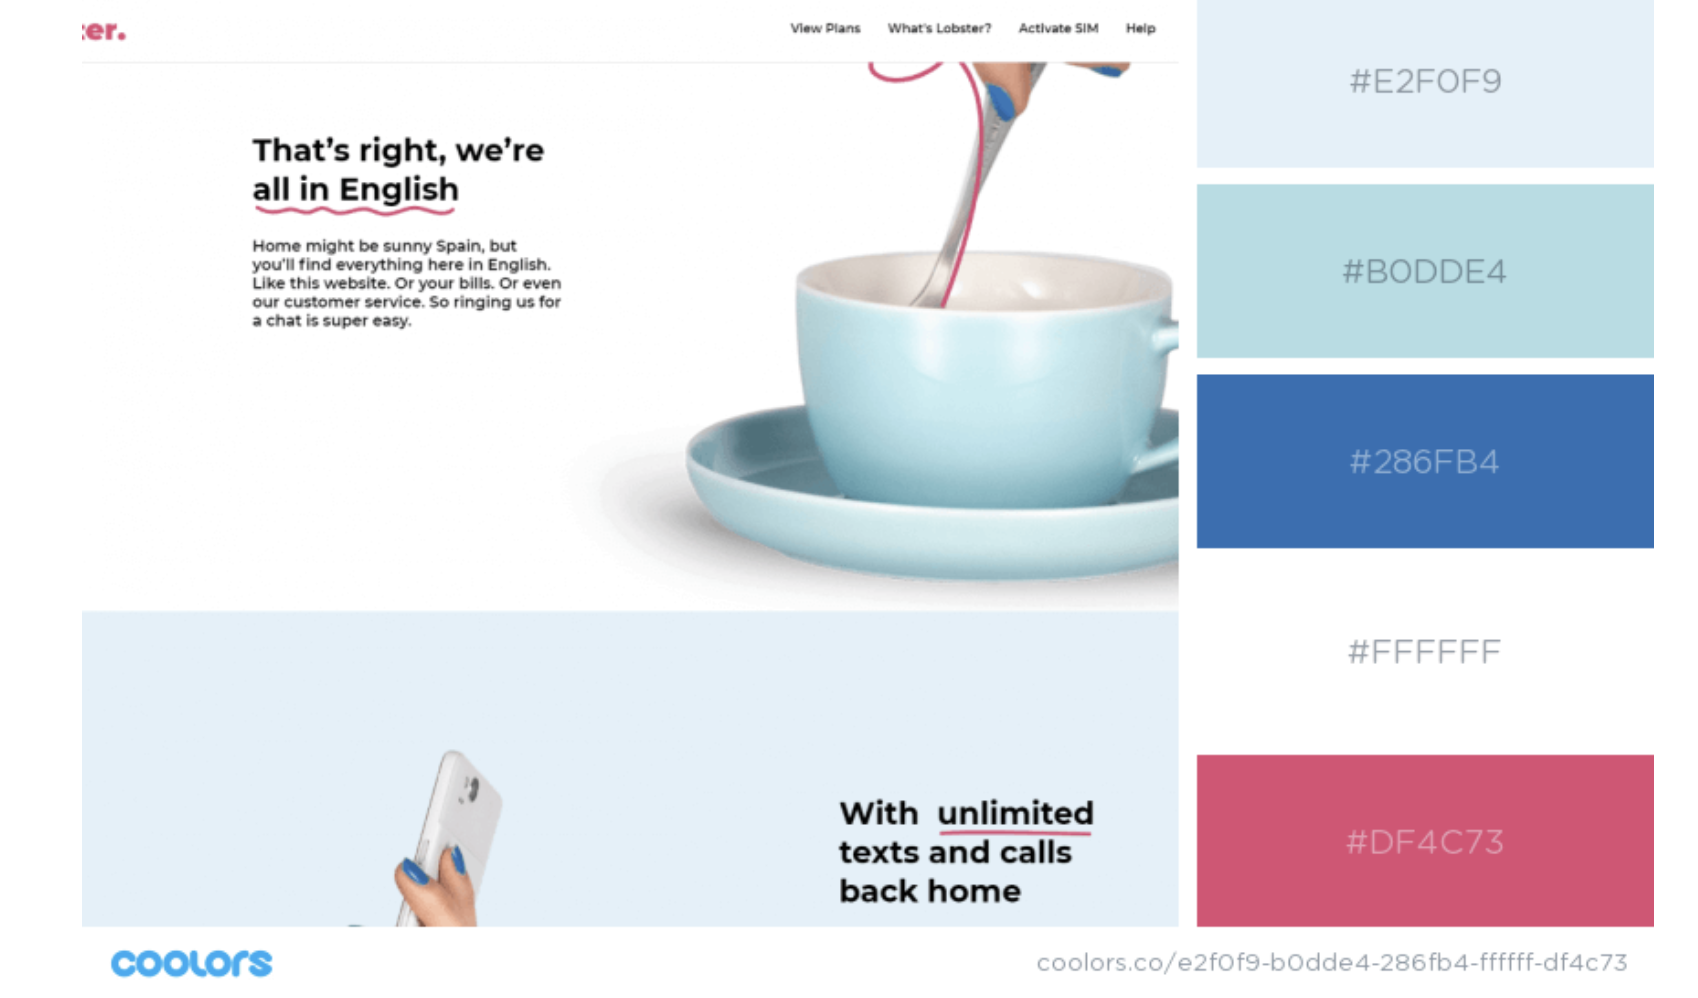 ter.
View Plans What's Lobster? Activate SIM Help
That's right, we're
all in English
Home might be sunny Spain, but
you'll find everything here in English.
Like this website. Or your bills. Or even
our customer service. So ringing us for
a chat is super easy.
With unlimited
texts and calls
back home
#E2F0F9
#B0DDE4
#286FB4
#FFFFFF
#DF4C73
coolors
coolors.co/e2f0f9-b0dde4-286fb4-ffffff-df4c73